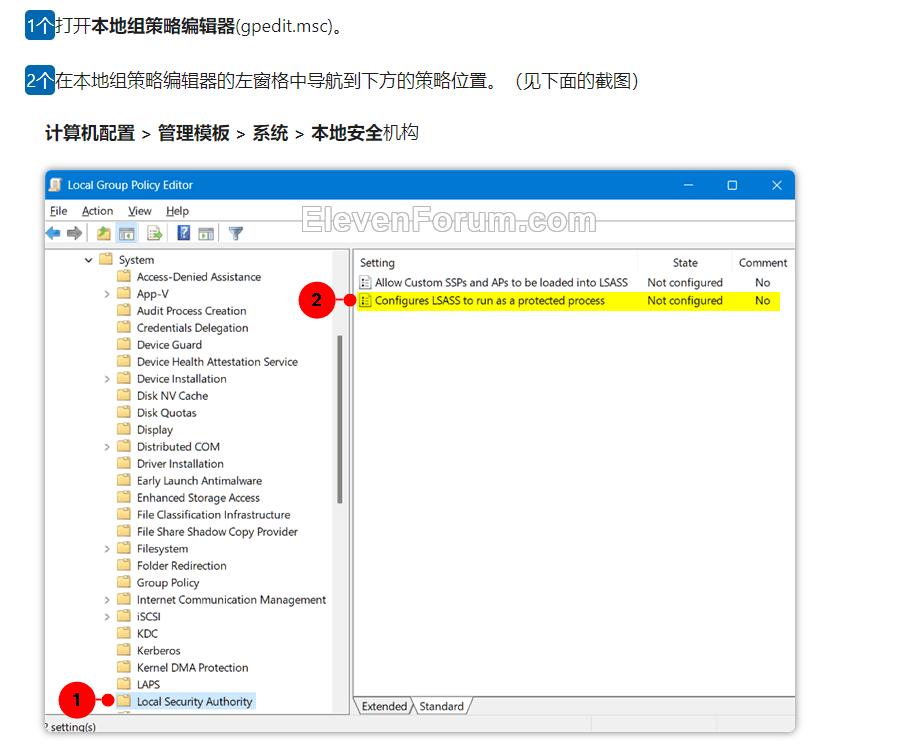 1个打开本地组策略编辑器(gpedit.msc)。
2个在本地组策略编辑器的左窗格中导航到下方的策略位置。（见下面的截图）
计算机配置 > 管理模板 > 系统 > 本地安全机构
Local Group Policy Editor
File Action View Help
ElevenForum.com
System
Access-Denied Assistance
App-V
Audit Process Creation
Credentials Delegation
Device Guard
Device Health Attestation Service
Device Installation
Disk NV Cache
Disk Quotas
Display
Distributed COM
Driver Installation
Early Launch Antimalware
Enhanced Storage Access
File Classification Infrastructure
File Share Shadow Copy Provider
Filesystem
Folder Redirection
Group Policy
Internet Communication Management
iSCSI
KDC
Kerberos
Kernel DMA Protection
LAPS
1 Local Security Authority
Setting State Comment
Allow Custom SSPs and APs to be loaded into LSASS Not configured No
2 Configures LSASS to run as a protected process Not configured No
Extended Standard
2 setting(s)